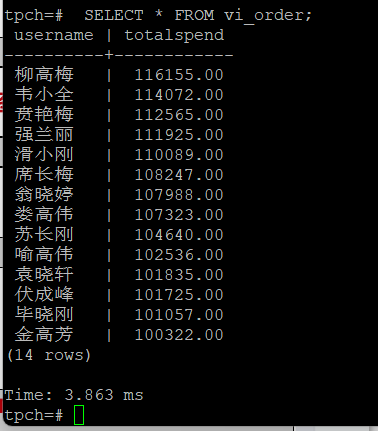 tpch=#  SELECT * FROM vi_order;
 username | totalspend
----------+------------
 柳高梅   |  116155.00
 韦小全   |  114072.00
 贲艳梅   |  112565.00
 强兰丽   |  111925.00
 滑小刚   |  110089.00
 席长梅   |  108247.00
 翁晓婷   |  107988.00
 娄高伟   |  107323.00
 苏长刚   |  104640.00
 喻高伟   |  102536.00
 袁晓轩   |  101835.00
 伏成峰   |  101725.00
 毕晓刚   |  101057.00
 金高芳   |  100322.00
(14 rows)
Time: 3.863 ms
tpch=#